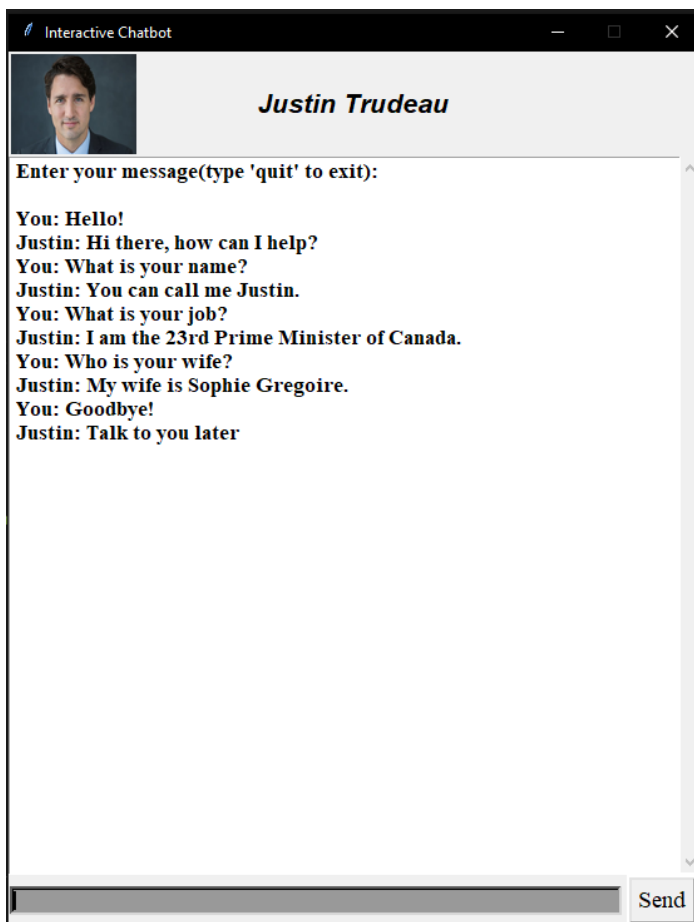 Interactive Chatbot
Justin Trudeau
Enter your message(type 'quit' to exit):
You: Hello!
Justin: Hi there, how can I help?
You: What is your name?
Justin: You can call me Justin.
You: What is your job?
Justin: I am the 23rd Prime Minister of Canada.
You: Who is your wife?
Justin: My wife is Sophie Gregoire.
You: Goodbye!
Justin: Talk to you later
Send